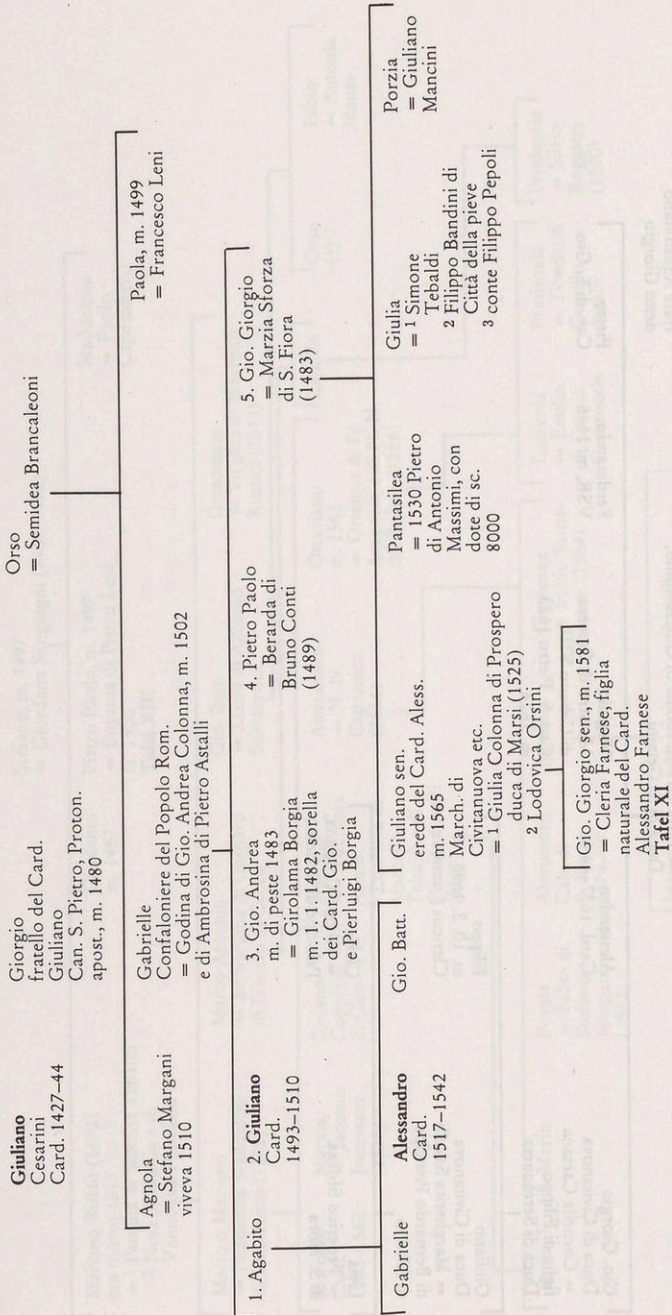 Giuliano
Cesarini
Card. 1427–44
Giorgio
fratello del Card.
Giuliano
Can. S. Pietro, Proton.
apost., m. 1480
Orso
= Semidea Brancaleoni
Agnola
= Stefano Margani
viveva 1510
Gabrielle
Confaloniere del Popolo Rom.
= Godina di Gio. Andrea Colonna, m. 1502
e di Ambrosina di Pietro Astalli
Paola, m. 1499
= Francesco Leni
1. Agabito
2. Giuliano
Card.
1493–1510
3. Gio. Andrea
m. di peste 1483
= Girolama Borgia
m. 1. 1. 1482, sorella
dei Card. Gio.
e Pierluigi Borgia
4. Pietro Paolo
= Berarda di
Bruno Conti
(1489)
5. Gio. Giorgio
= Marzia Sforza
di S. Fiora
(1483)
Gabrielle
Alessandro
Card.
1517–1542
Gio. Batt.
Giuliano sen.
erede del Card. Aless.
m. 1565
March. di
Civitanuova etc.
= 1 Giulia Colonna di Prospero
duca di Marsi (1525)
2 Lodovica Orsini
Pantasilea
= 1530 Pietro
di Antonio
Massimi, con
dote di sc.
8000
Giulia
= 1 Simone
Tebaldi
2 Filippo Bandini di
Città della pieve
3 conte Filippo Pepoli
Porzia
= Giuliano
Mancini
Gio. Giorgio sen., m. 1581
= Cleria Farnese, figlia
naturale del Card.
Alessandro Farnese
Tafel XI